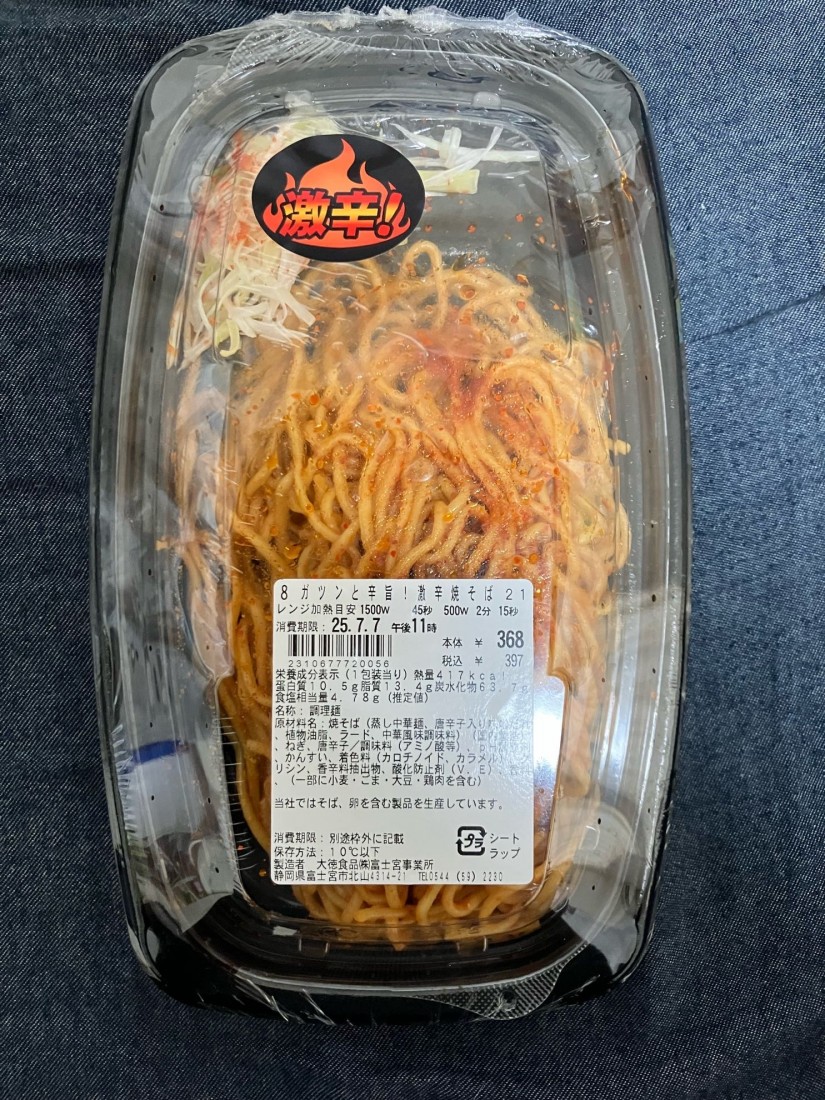 激辛!
8 ガツンと辛旨!激辛焼そば 21
レンジ加熱目安 1500W 45秒 500W 2分 15秒
消費期限: 25.7.7 午後11時
本体 ¥ 368
税込 ¥ 397
2310677720056
栄養成分表示(1包装当り)熱量417kcal
蛋白質10.5g脂質13.4g炭水化物63.7g
食塩相当量4.78g(推定値)
名称:調理麺
原材料名:焼そば(蒸し中華麺、唐辛子入り
、植物油脂、ラード、中華風味調味料)
、ねぎ、唐辛子/調味料(アミノ酸等)、pH
、かんすい、着色料(カロチノイド、カラメル)
リシン、香辛料抽出物、酸化防止剤(V.E)
、(一部に小麦・ごま・大豆・鶏肉を含む)
当社ではそば、卵を含む製品を生産しています。
消費期限:別途枠外に記載
保存方法:10℃以下
製造者 大徳食品㈱富士宮事業所
静岡県富士宮市北山4314-21 TEL0544(59)2230
プラ
シート
ラップ